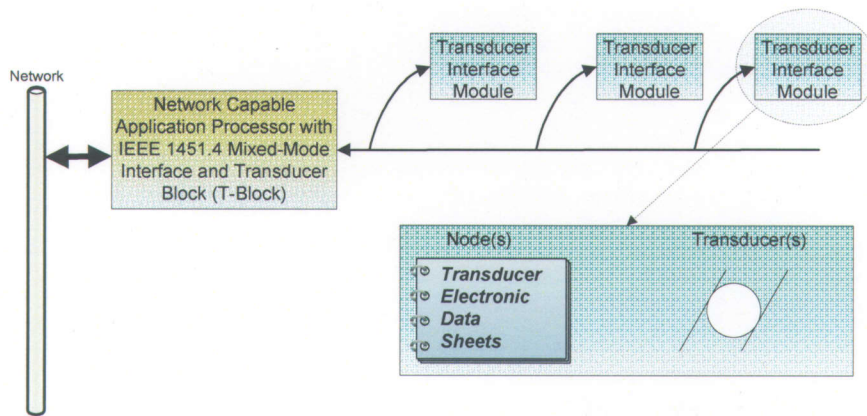 Network
Network Capable
Application Processor with
IEEE 1451.4 Mixed-Mode
Interface and Transducer
Block (T-Block)
Transducer
Interface
Module
Transducer
Interface
Module
Transducer
Interface
Module
Node(s)
Transducer
Electronic
Data
Sheets
Transducer(s)